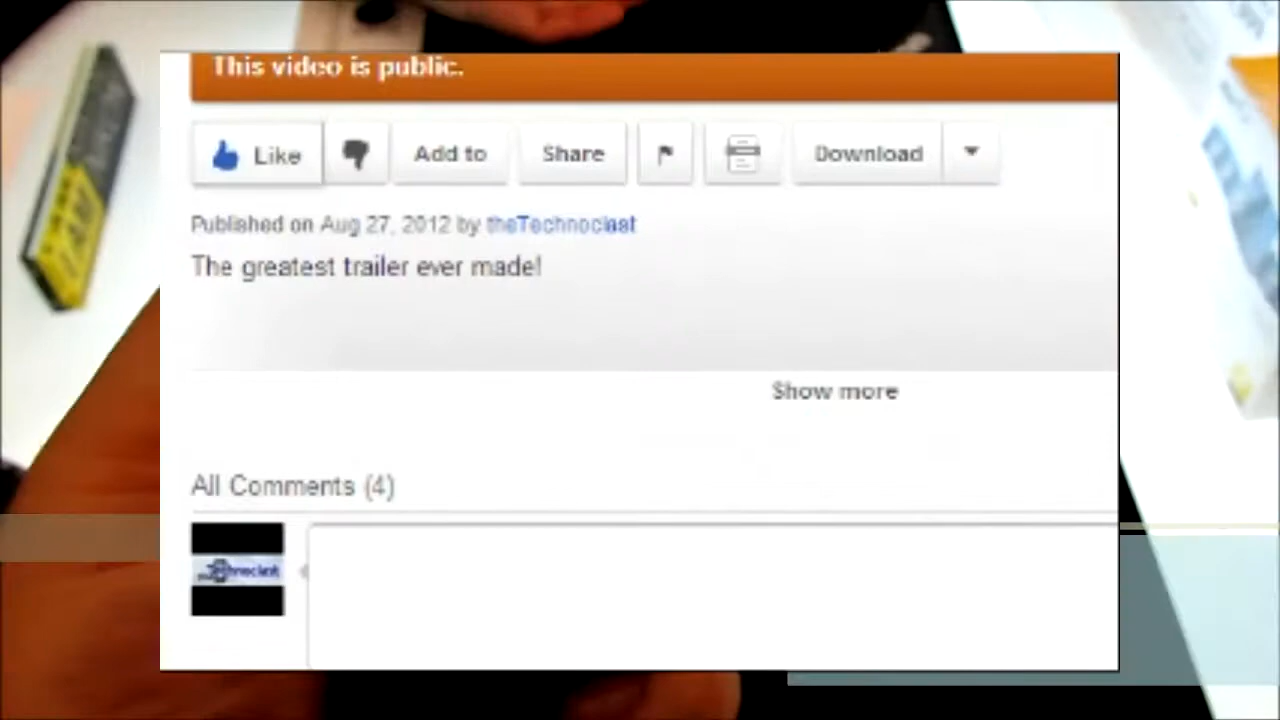 This video is public.
Like
Add to
Share
Download
Published on Aug 27, 2012 by theTechnoclast
The greatest trailer ever made!
Show more
All Comments (4)